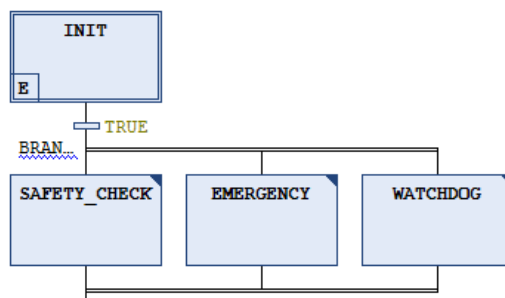 INIT
E
TRUE
BRAN...
SAFETY_CHECK
EMERGENCY
WATCHDOG